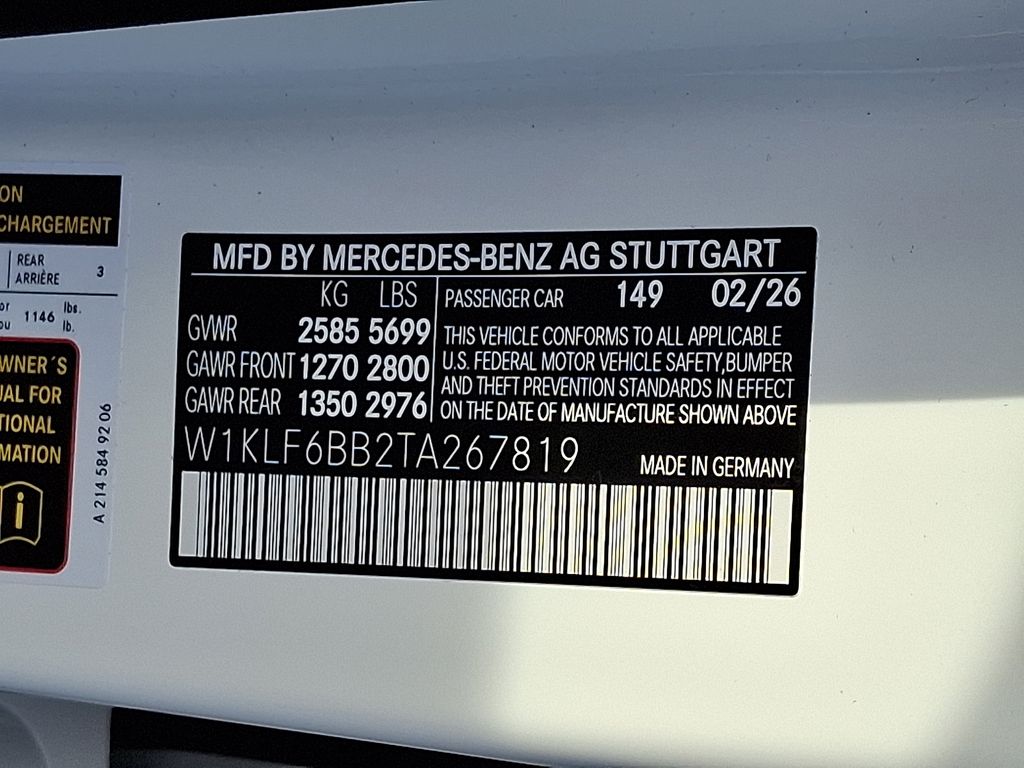 ON
CHARGEMENT
REAR
ARRIÈRE 3
or
ou 1146 lbs.
lb.
WNER´S
UAL FOR
TIONAL
MATION
i
A 214 584 92 06
MFD BY MERCEDES-BENZ AG STUTTGART
KG LBS
GVWR 2585 5699
GAWR FRONT 1270 2800
GAWR REAR 1350 2976
PASSENGER CAR 149 02/26
THIS VEHICLE CONFORMS TO ALL APPLICABLE
U.S. FEDERAL MOTOR VEHICLE SAFETY,BUMPER
AND THEFT PREVENTION STANDARDS IN EFFECT
ON THE DATE OF MANUFACTURE SHOWN ABOVE
W1KLF6BB2TA267819
MADE IN GERMANY